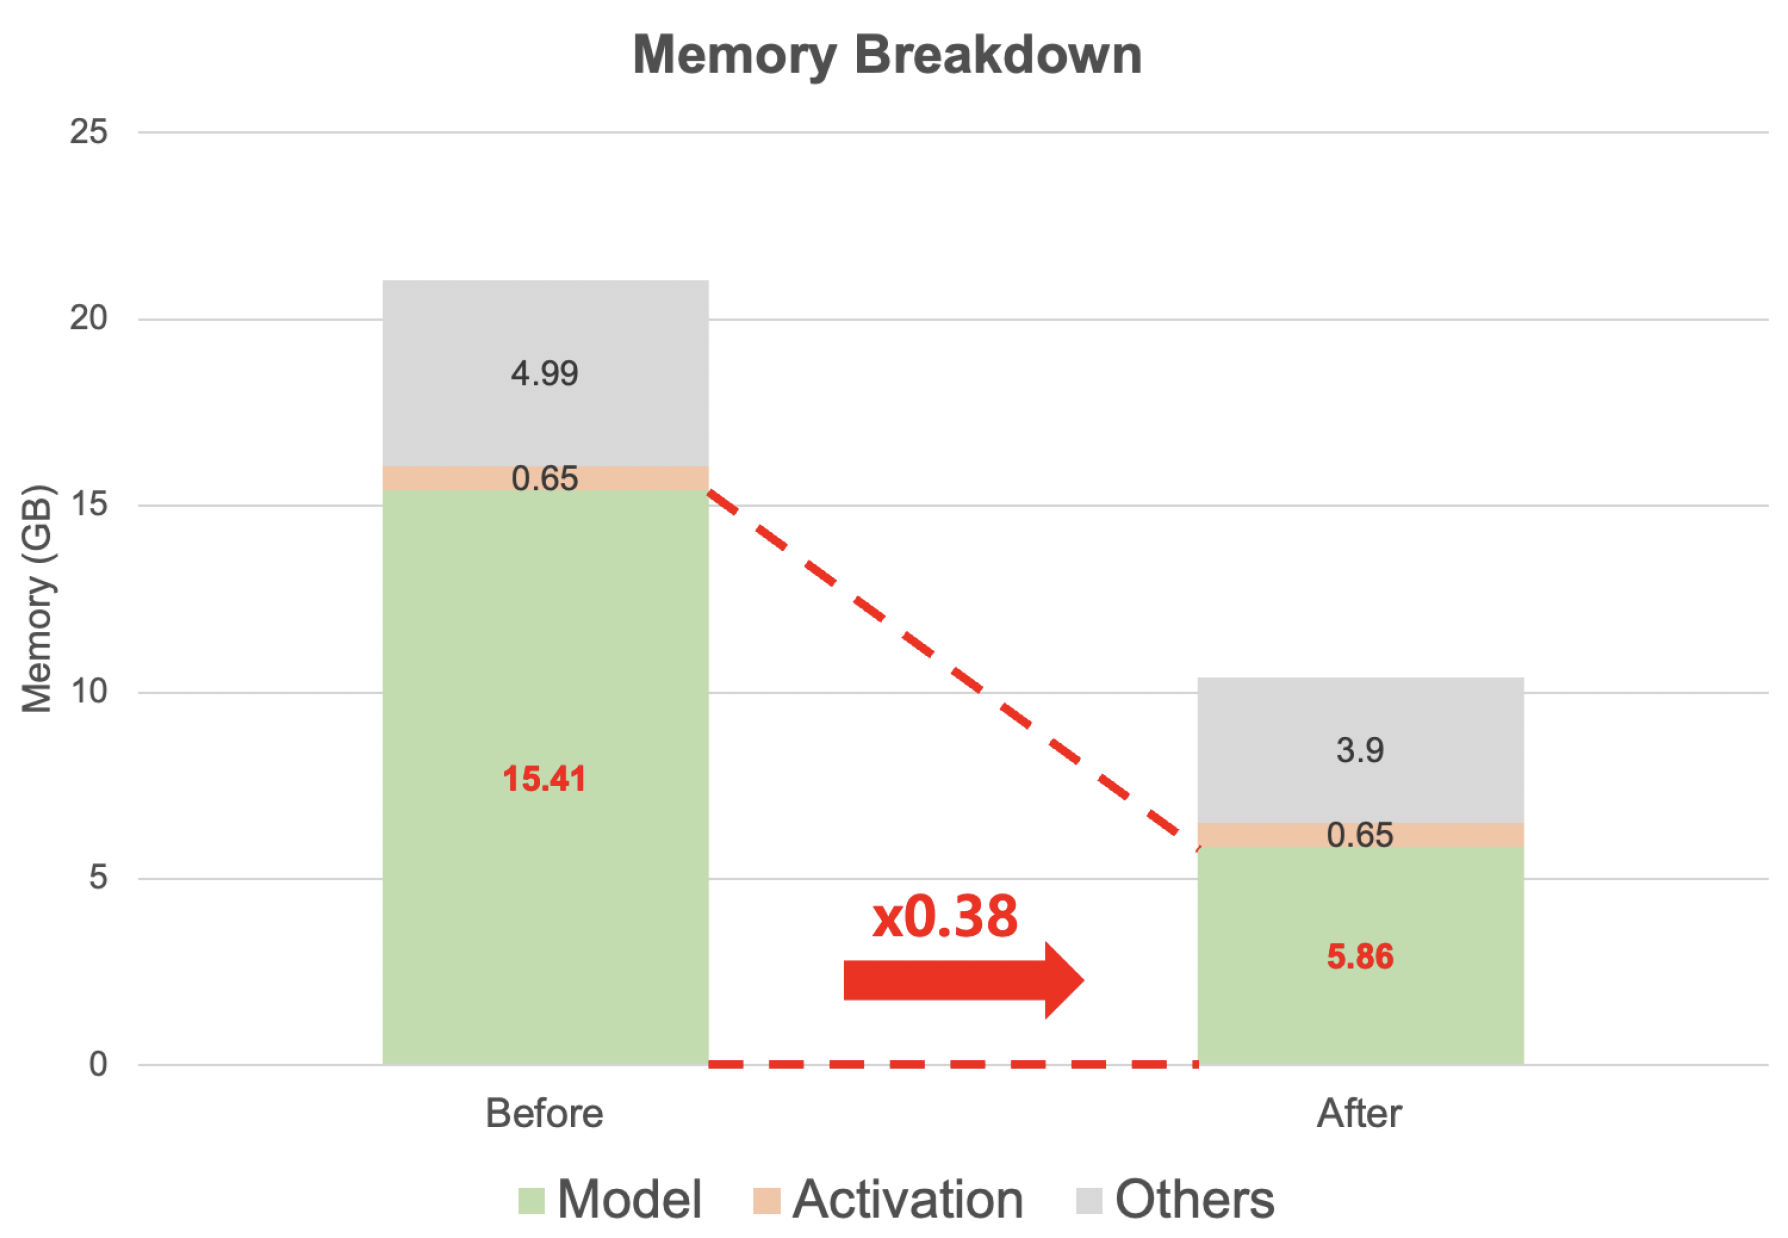 Memory Breakdown
25
20
15
10
5
0
Memory (GB)
4.99
0.65
15.41
x0.38
3.9
0.65
5.86
Before
After
Model
Activation
Others